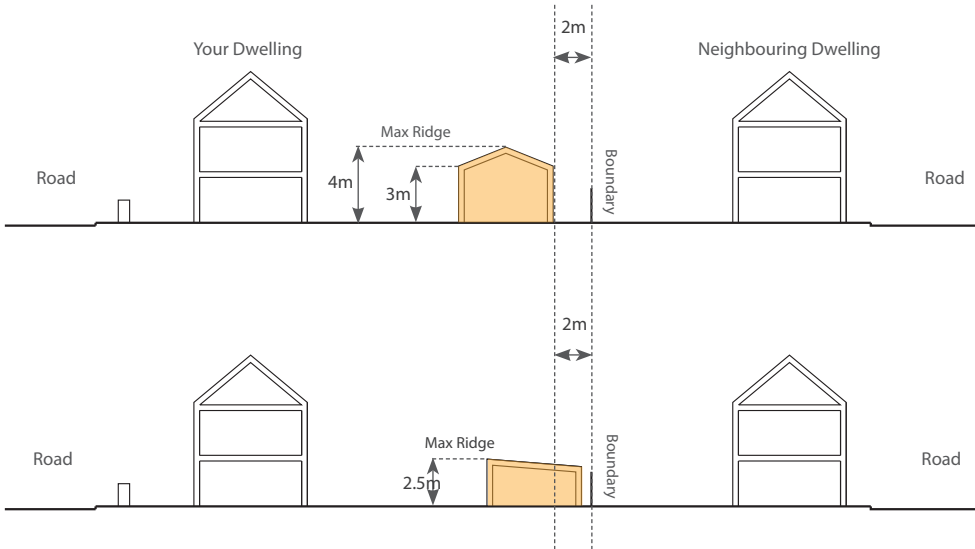 2m
Your Dwelling
Neighbouring Dwelling
Max Ridge
Boundary
Road
4m
3m
Road
2m
Max Ridge
Boundary
Road
2.5m
Road